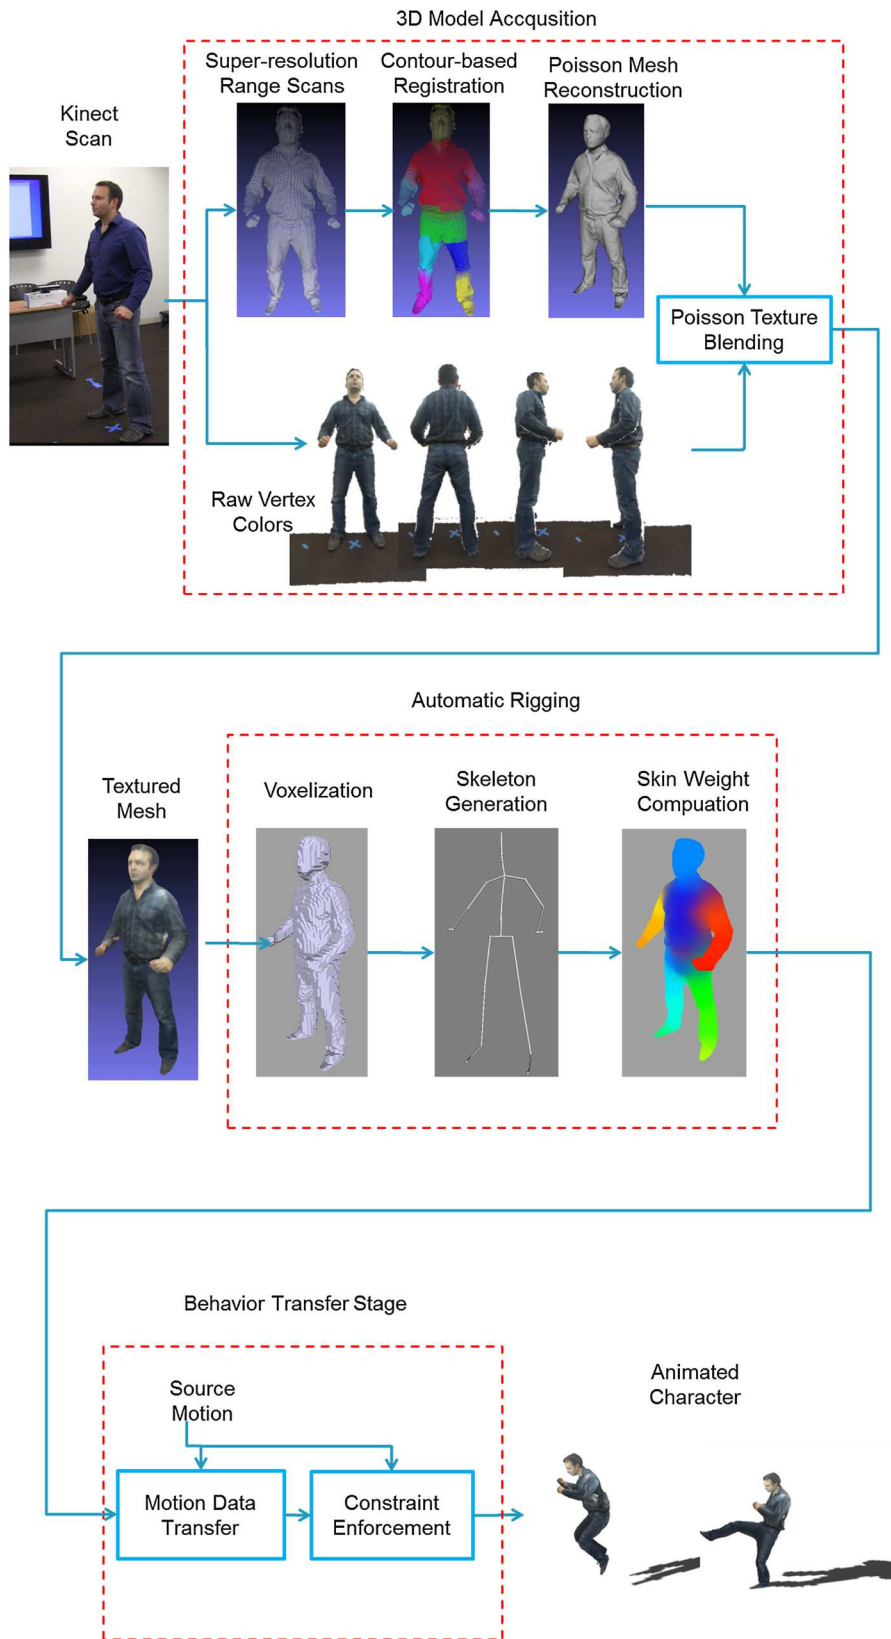 3D Model Accqusition
Super-resolution
Range Scans
Contour-based
Registration
Poisson Mesh
Reconstruction
Kinect
Scan
Poisson Texture
Blending
Raw Vertex
Colors
Automatic Rigging
Textured
Mesh
Voxelization
Skeleton
Generation
Skin Weight
Compuation
Behavior Transfer Stage
Source
Motion
Animated
Character
Motion Data
Transfer
Constraint
Enforcement